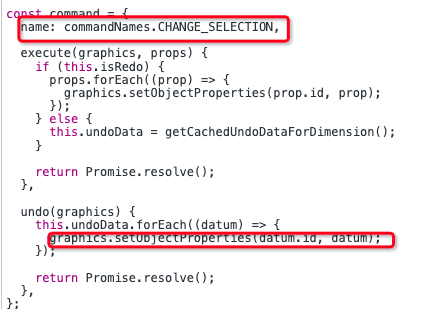 const command = {
  name: commandNames.CHANGE_SELECTION,
  execute(graphics, props) {
    if (this.isRedo) {
      props.forEach((prop) => {
        graphics.setObjectProperties(prop.id, prop);
      });
    } else {
      this.undoData = getCachedUndoDataForDimension();
    }
    return Promise.resolve();
  },
  undo(graphics) {
    this.undoData.forEach((datum) => {
      graphics.setObjectProperties(datum.id, datum);
    });
    return Promise.resolve();
  },
};